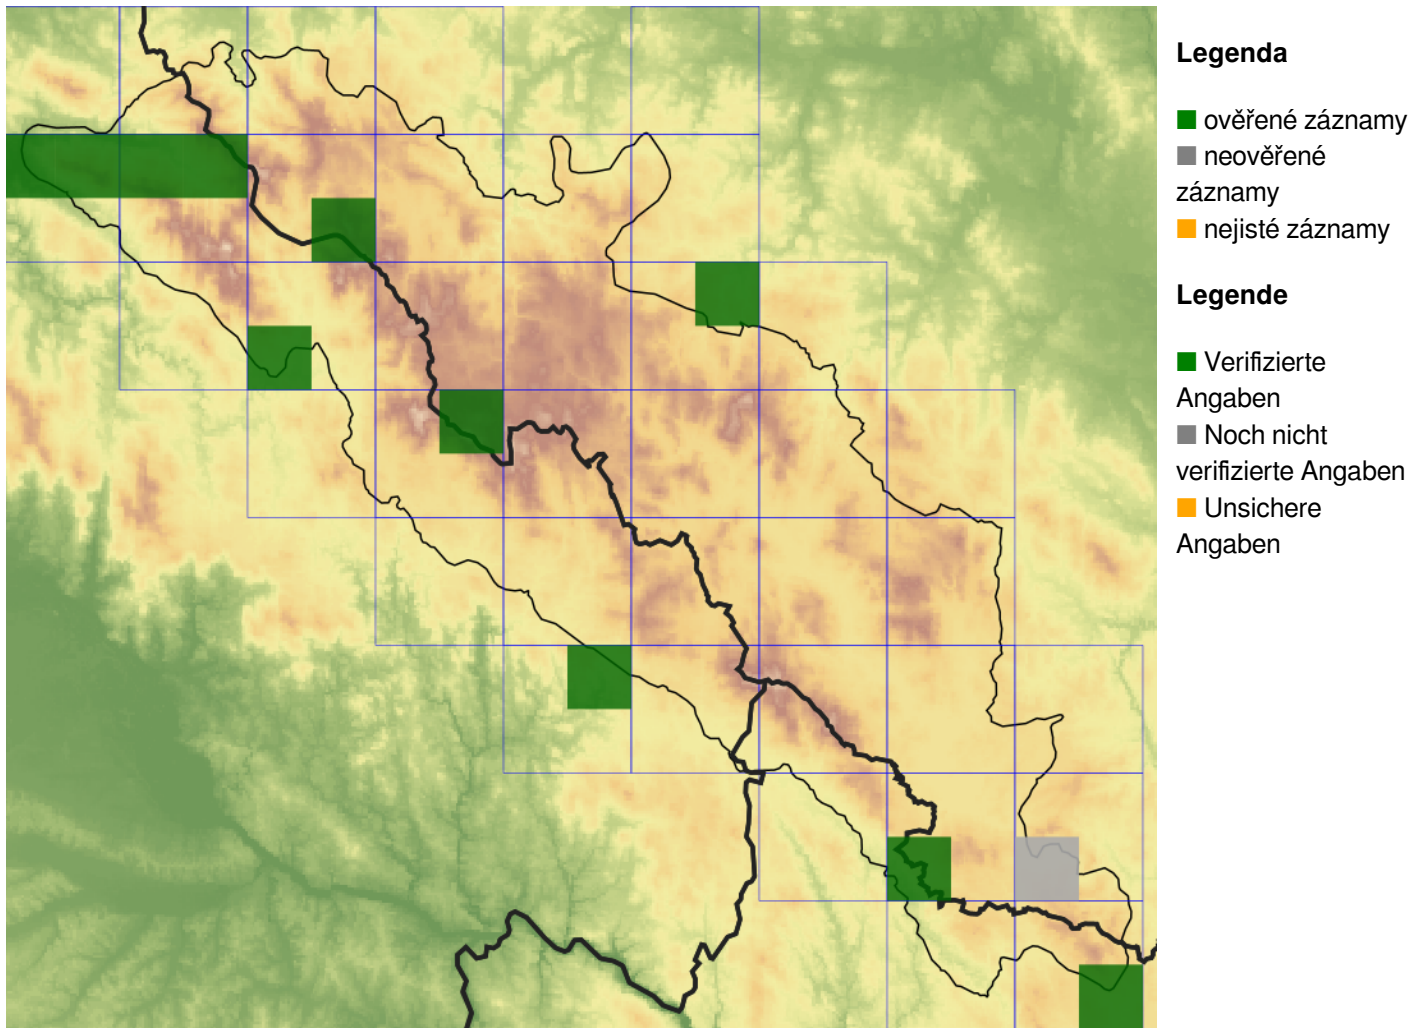 Legenda
ověřené záznamy
neověřené
záznamy
nejisté záznamy
Legende
Verifizierte
Angaben
Noch nicht
verifizierte Angaben
Unsichere
Angaben